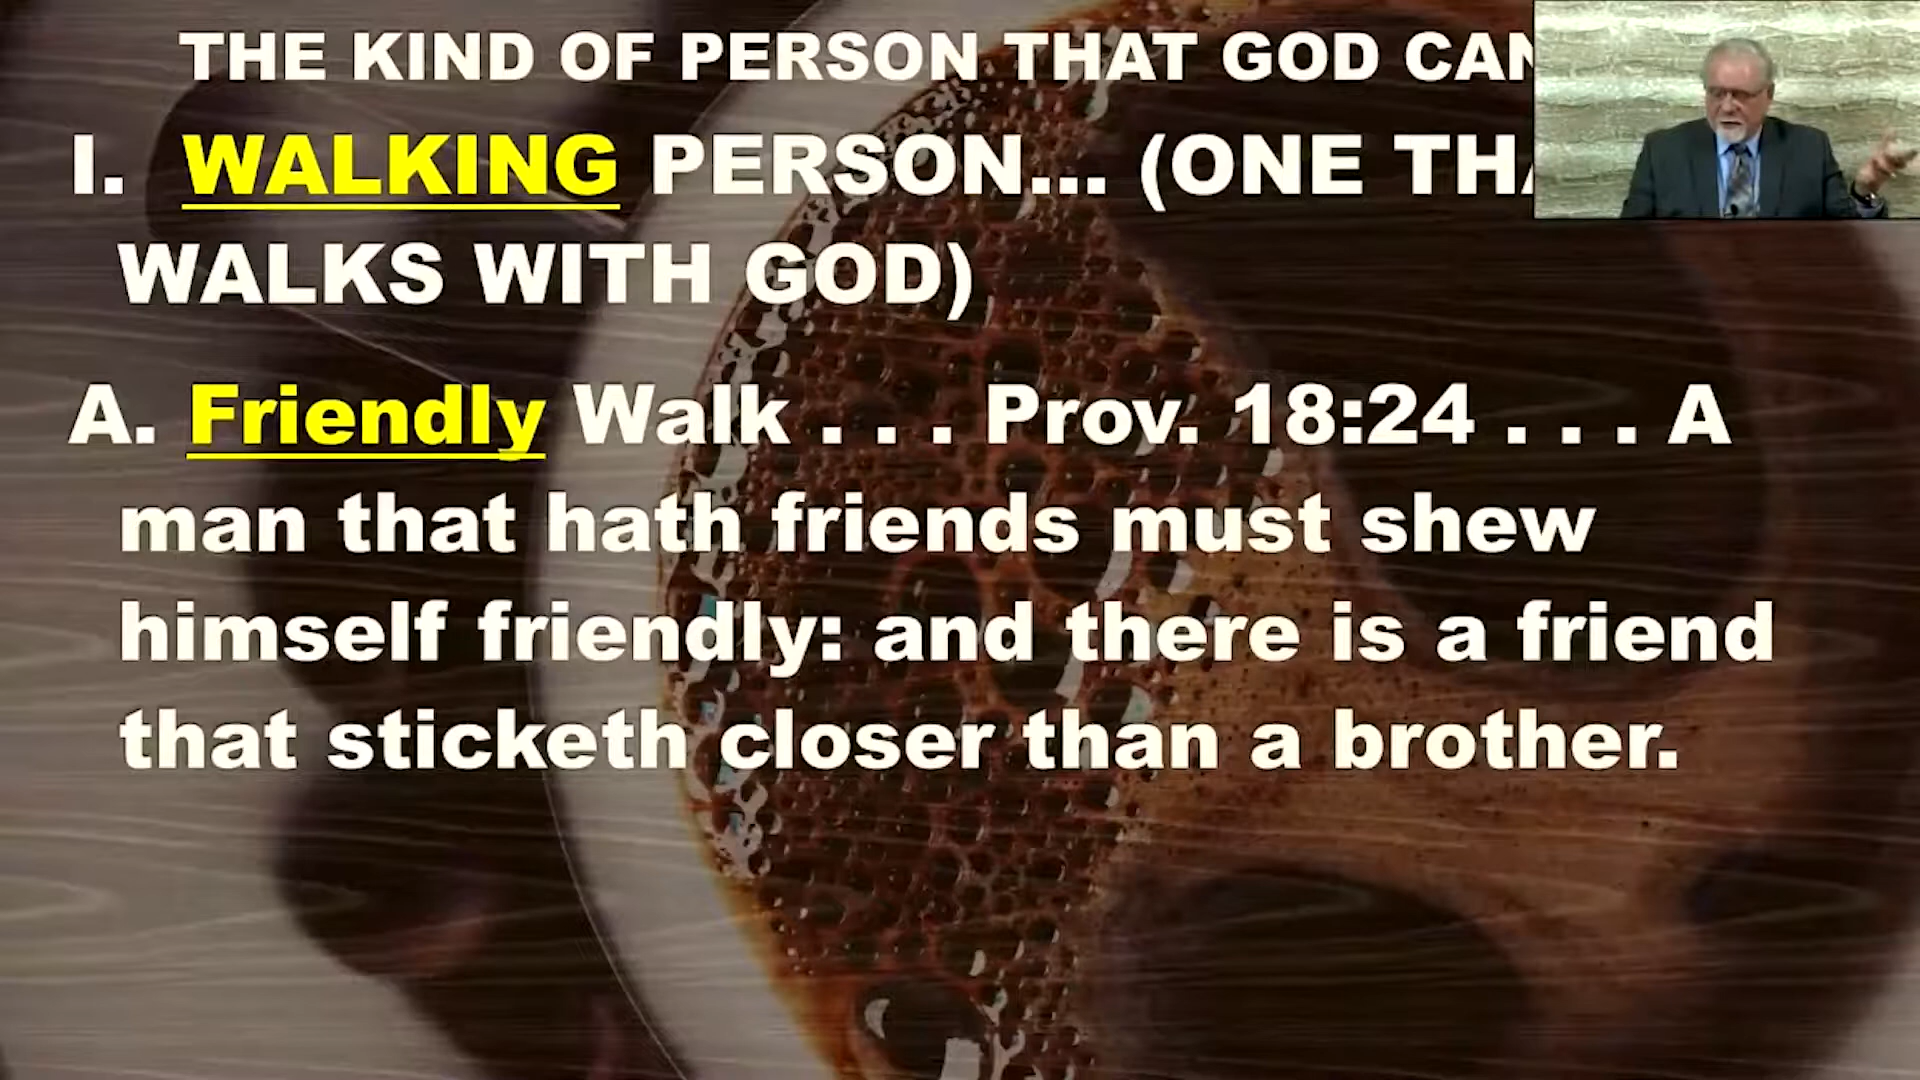 THE KIND OF PERSON THAT GOD CAN
I. WALKING PERSON... (ONE THA
WALKS WITH GOD)
A. Friendly Walk . . . Prov. 18:24 . . . A
man that hath friends must shew
himself friendly: and there is a friend
that sticketh closer than a brother.